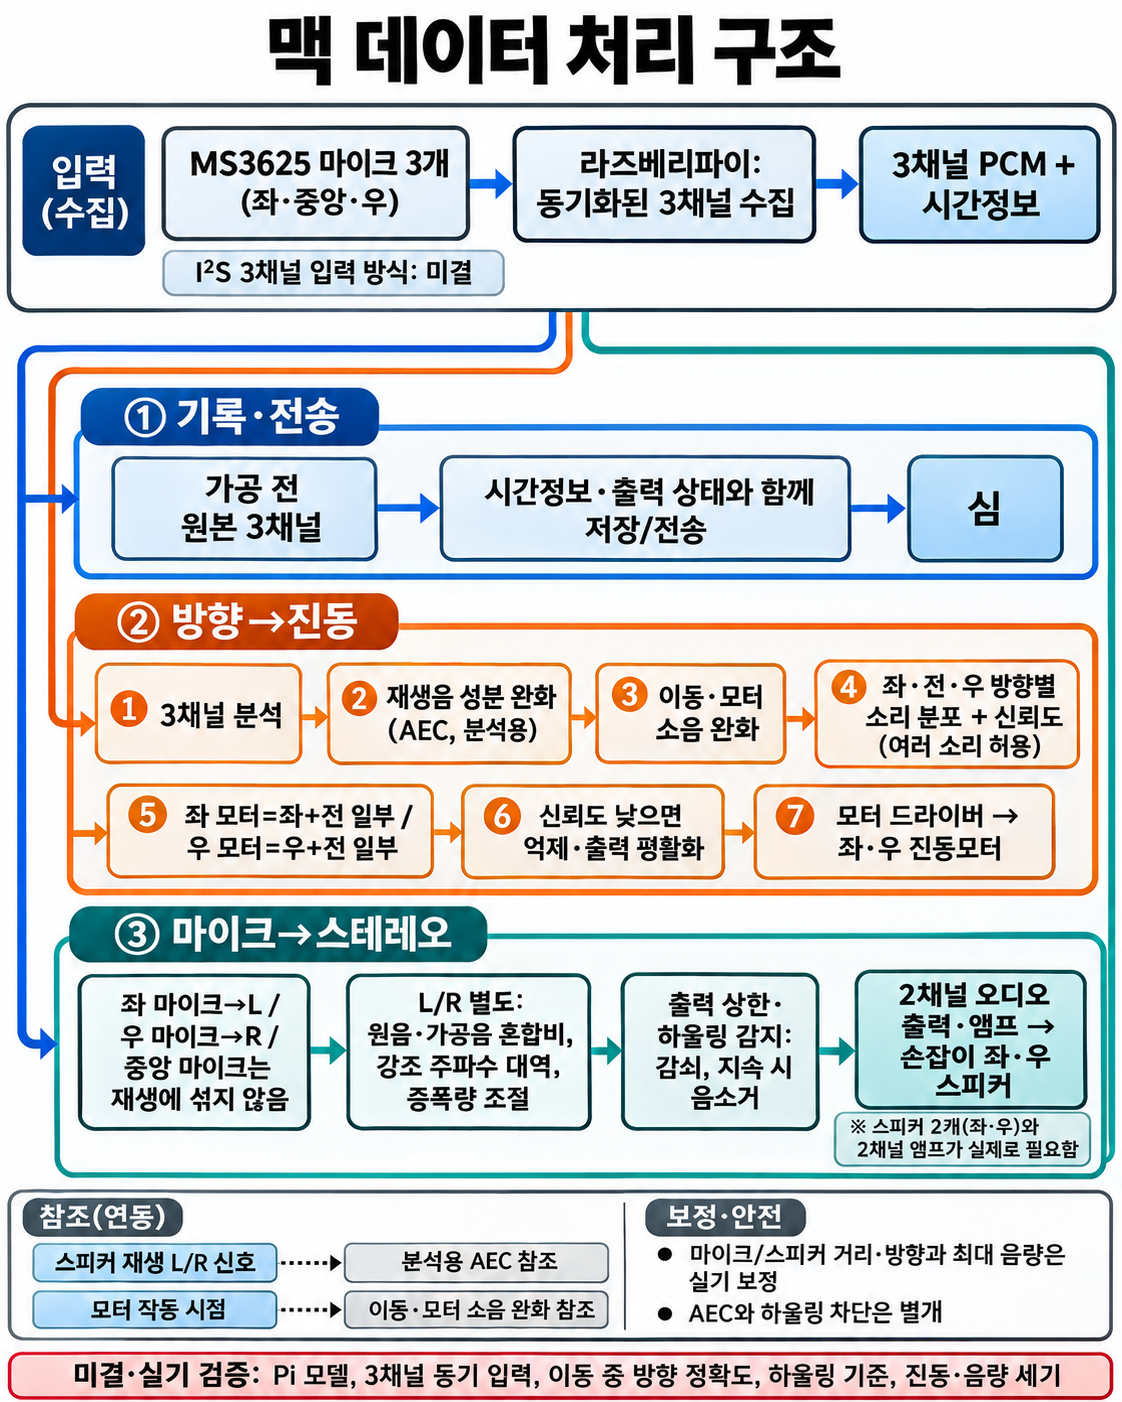 맥 데이터 처리 구조
입력
(수집)
MS3625 마이크 3개
(좌·중앙·우)
라즈베리파이:
동기화된 3채널 수집
3채널 PCM +
시간정보
I²S 3채널 입력 방식: 미결
① 기록·전송
가공 전
원본 3채널
시간정보·출력 상태와 함께
저장/전송
심
② 방향→진동
1 3채널 분석
2 재생음 성분 완화
(AEC, 분석용)
3 이동·모터
소음 완화
4 좌·전·우 방향별
소리 분포 + 신뢰도
(여러 소리 허용)
5 좌 모터=좌+전 일부 /
우 모터=우+전 일부
6 신뢰도 낮으면
억제·출력 평활화
7 모터 드라이버 →
좌·우 진동모터
③ 마이크→스테레오
좌 마이크→L /
우 마이크→R /
중앙 마이크는
재생에 섞지 않음
L/R 별도:
원음·가공음 혼합비,
강조 주파수 대역,
증폭량 조절
출력 상한·
하울링 감지:
감쇠, 지속 시
음소거
2채널 오디오
출력·앰프 →
손잡이 좌·우
스피커
※ 스피커 2개(좌·우)와
2채널 앰프가 실제로 필요함
참조(연동)
스피커 재생 L/R 신호
분석용 AEC 참조
모터 작동 시점
이동·모터 소음 완화 참조
보정·안전
● 마이크/스피커 거리·방향과 최대 음량은
실기 보정
● AEC와 하울링 차단은 별개
미결·실기 검증: Pi 모델, 3채널 동기 입력, 이동 중 방향 정확도, 하울링 기준, 진동·음량 세기